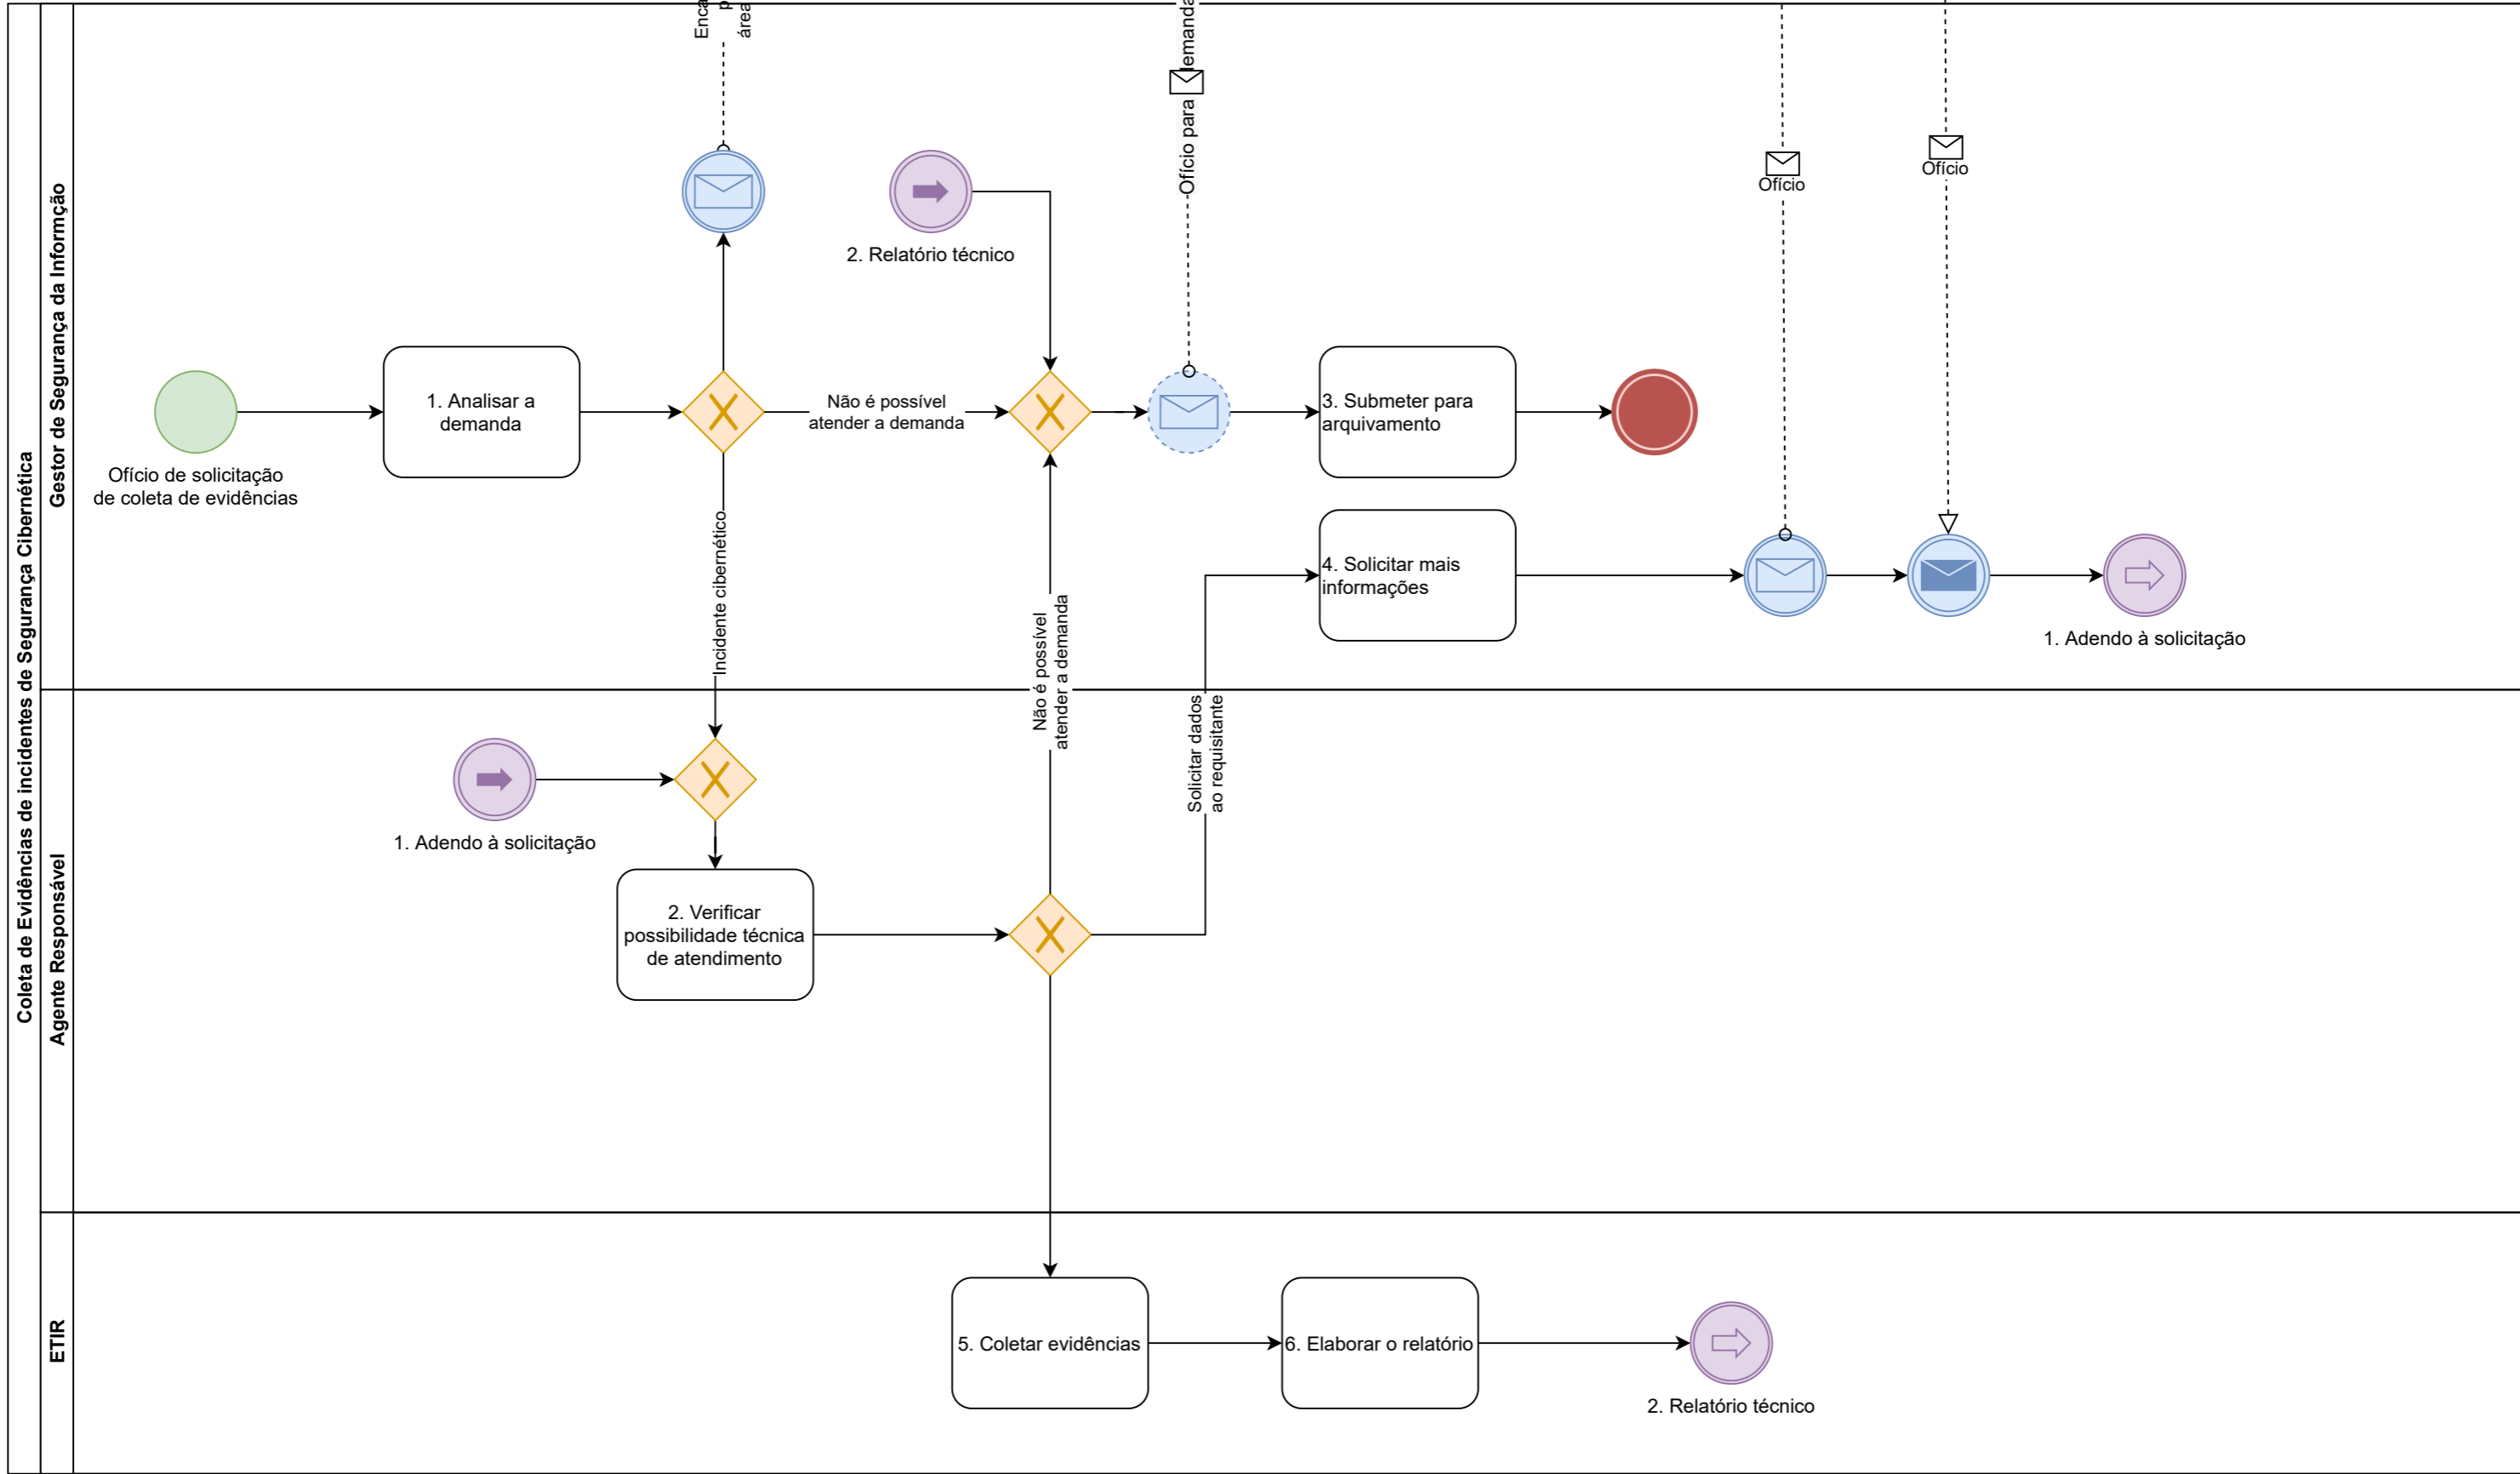 Coleta de Evidências de incidentes de Segurança Cibernética
Gestor de Segurança da Informção
Agente Responsável
ETIR
área
Ofício para
Ofício
Ofício
2. Relatório técnico
1. Analisar a
demanda
Não é possível
atender a demanda
3. Submeter para
arquivamento
Ofício de solicitação
de coleta de evidências
Incidente cibernético
4. Solicitar mais
informações
1. Adendo à solicitação
Não é possível
atender a demanda
Solicitar dados
ao requisitante
1. Adendo à solicitação
2. Verificar
possibilidade técnica
de atendimento
5. Coletar evidências
6. Elaborar o relatório
2. Relatório técnico